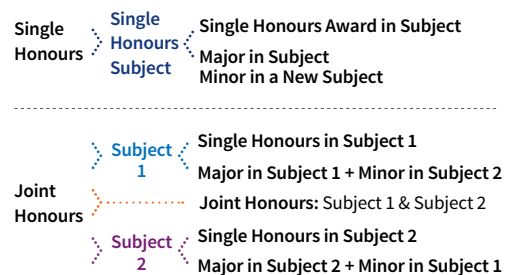 Single
Honours
Single
Honours
Subject
Single Honours Award in Subject
Major in Subject
Minor in a New Subject
Joint
Honours
Subject
1
Single Honours in Subject 1
Major in Subject 1 + Minor in Subject 2
Joint Honours: Subject 1 & Subject 2
Subject
2
Single Honours in Subject 2
Major in Subject 2 + Minor in Subject 1